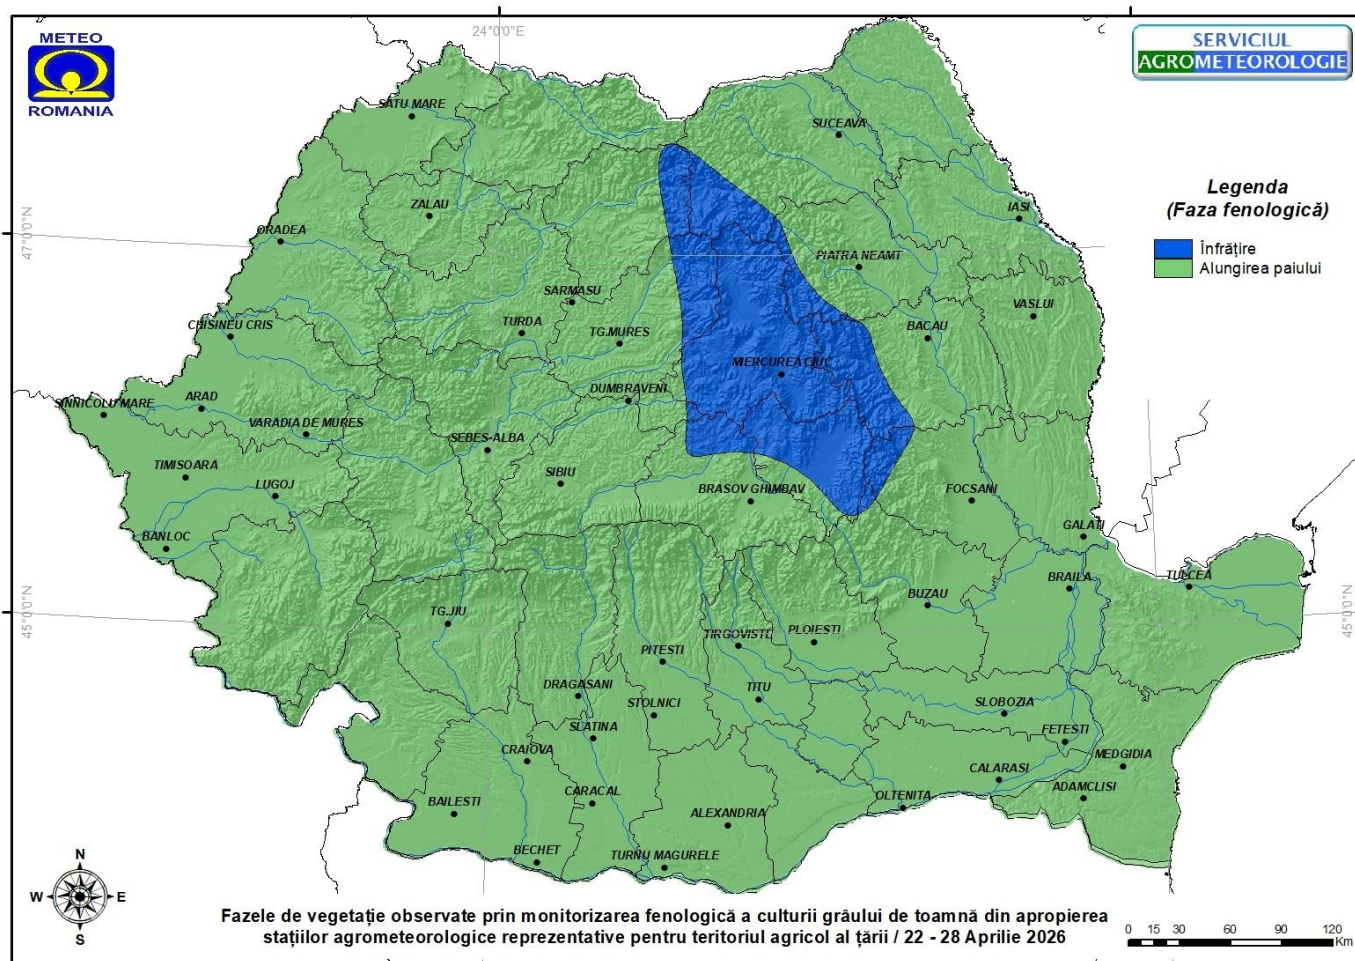 METEO
ROMANIA
24°0'0"E
SERVICIUL
AGROMETEOROLOGIE
Legenda
(Faza fenologică)
Înfrățire
Alungirea paiului
47°0'0"N
45°0'0"N
45°0'0"N
SATU MARE
SUCEAVA
ZALAU
IASI
ORADEA
PIATRA NEAMT
SARMASU
VASLUI
CHISINEU CRIS
TURDA
TG.MURES
BACAU
MIERCUREA CIUC
DUMBRAVENI
SINNICOLU MARE
ARAD
VARADIA DE MURES
SEBES-ALBA
TIMISOARA
LUGOJ
SIBIU
BRASOV GHIMBAV
FOCSANI
GALATI
BANLOC
TULCEA
BRAILA
BUZAU
TG.JIU
TIRGOVISTE
PLOIESTI
PITESTI
DRAGASANI
STOLNICI
TITU
SLOBOZIA
SLATINA
FETESTI
CRAIOVA
MEDGIDIA
CALARASI
ADAMCLISI
BAILESTI
CARACAL
ALEXANDRIA
OLTENITA
BECHET
TURNU MAGURELE
N
W E
S
Fazele de vegetație observate prin monitorizarea fenologică a culturii grâului de toamnă din apropierea
stațiilor agrometeorologice reprezentative pentru teritoriul agricol al țării / 22 - 28 Aprilie 2026
0 15 30 60 90 120
Km